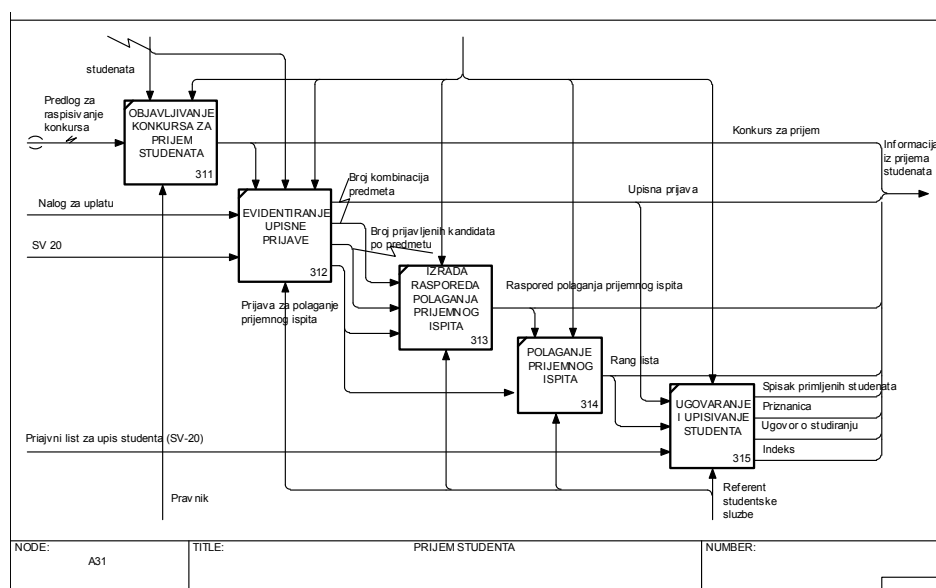 studenata
Predlog za
raspisivanje
konkursa
OBJAVLJIVANJE
KONKURSA ZA
PRIJEM
STUDENATA
311
Konkurs za prijem
Informacija
iz prijema
studenata
Nalog za uplatu
SV 20
EVIDENTIRANJE
UPISNE
PRIJAVE
312
Broj kombinacija
predmeta
Upisna prijava
Broj prijavljenih kandidata
po predmetu
Prijava za polaganje
prijemnog ispita
IZRADA
RASPOREDA
POLAGANJA
PRIJEMNOG
ISPITA
313
Raspored polaganja prijemnog ispita
POLAGANJE
PRIJEMNOG
ISPITA
314
Rang lista
UGOVARANJE
I UPISIVANJE
STUDENTA
315
Spisak primljenih studenata
Priznanica
Ugovor o studiranju
Indeks
Priajvni list za upis studenta (SV-20)
Pravnik
Referent
studentske
sluzbe
NODE:
A31
TITLE:
PRIJEM STUDENTA
NUMBER: